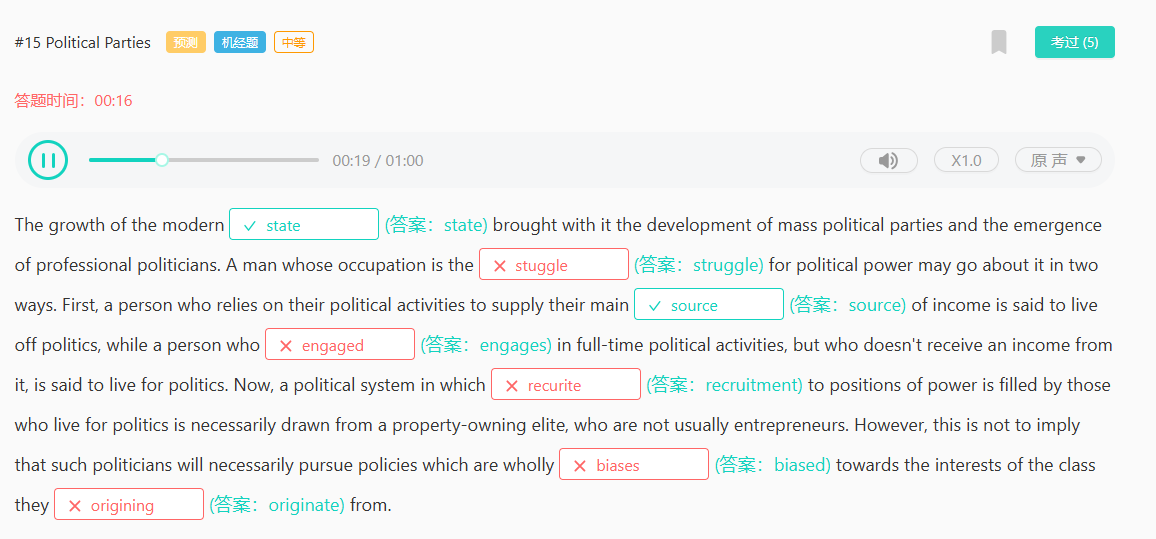 #15 Political Parties 预测 机经题 中等 考过 (5)
答题时间：00:16
00:19 / 01:00 X1.0 原声
The growth of the modern state (答案：state) brought with it the development of mass political parties and the emergence
of professional politicians. A man whose occupation is the stuggle (答案：struggle) for political power may go about it in two
ways. First, a person who relies on their political activities to supply their main source (答案：source) of income is said to live
off politics, while a person who engaged (答案：engages) in full-time political activities, but who doesn't receive an income from
it, is said to live for politics. Now, a political system in which recurite (答案：recruitment) to positions of power is filled by those
who live for politics is necessarily drawn from a property-owning elite, who are not usually entrepreneurs. However, this is not to imply
that such politicians will necessarily pursue policies which are wholly biases (答案：biased) towards the interests of the class
they origining (答案：originate) from.